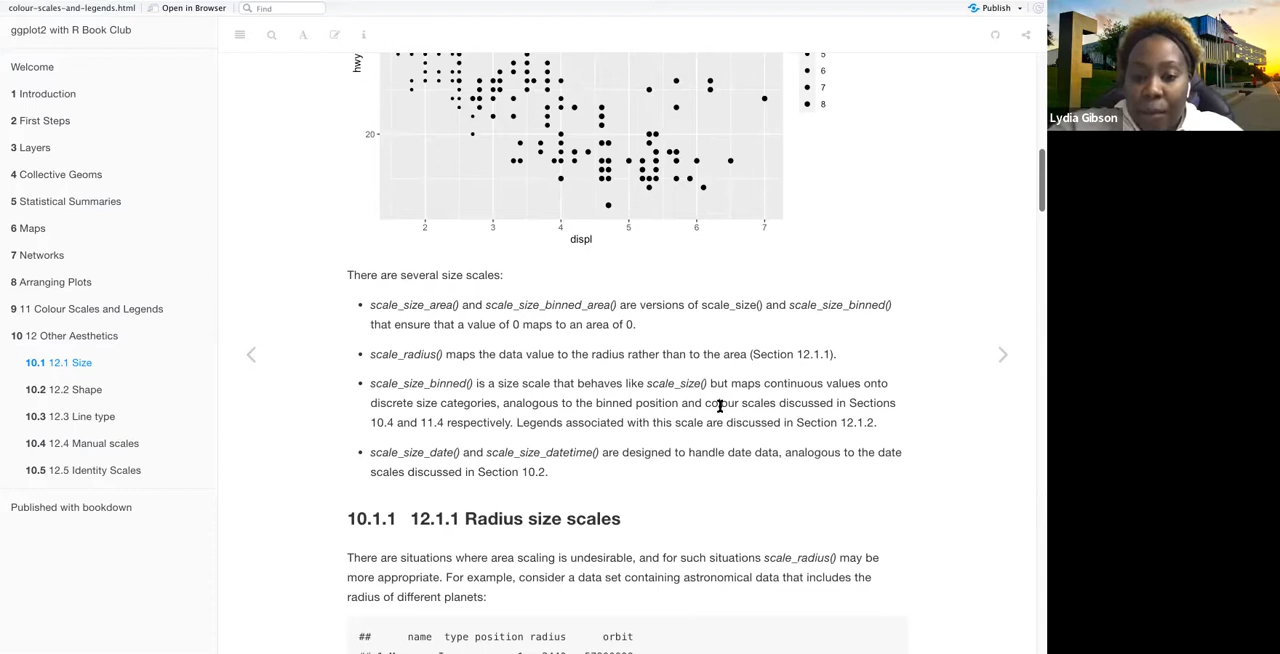 colour-scales-and-legends.html
Open in Browser
Find
Publish
ggplot2 with R Book Club
Welcome
1 Introduction
2 First Steps
3 Layers
4 Collective Geoms
5 Statistical Summaries
6 Maps
7 Networks
8 Arranging Plots
9 11 Colour Scales and Legends
10 12 Other Aesthetics
10.1 12.1 Size
10.2 12.2 Shape
10.3 12.3 Line type
10.4 12.4 Manual scales
10.5 12.5 Identity Scales
Published with bookdown
A
hwy
20
2 3 4 5 6 7
displ
5
6
7
8
There are several size scales:
• scale_size_area() and scale_size_binned_area() are versions of scale_size() and scale_size_binned()
that ensure that a value of 0 maps to an area of 0.
• scale_radius() maps the data value to the radius rather than to the area (Section 12.1.1).
• scale_size_binned() is a size scale that behaves like scale_size() but maps continuous values onto
discrete size categories, analogous to the binned position and colour scales discussed in Sections
10.4 and 11.4 respectively. Legends associated with this scale are discussed in Section 12.1.2.
• scale_size_date() and scale_size_datetime() are designed to handle date data, analogous to the date
scales discussed in Section 10.2.
10.1.1 12.1.1 Radius size scales
There are situations where area scaling is undesirable, and for such situations scale_radius() may be
more appropriate. For example, consider a data set containing astronomical data that includes the
radius of different planets:
## name type position radius orbit
Lydia Gibson